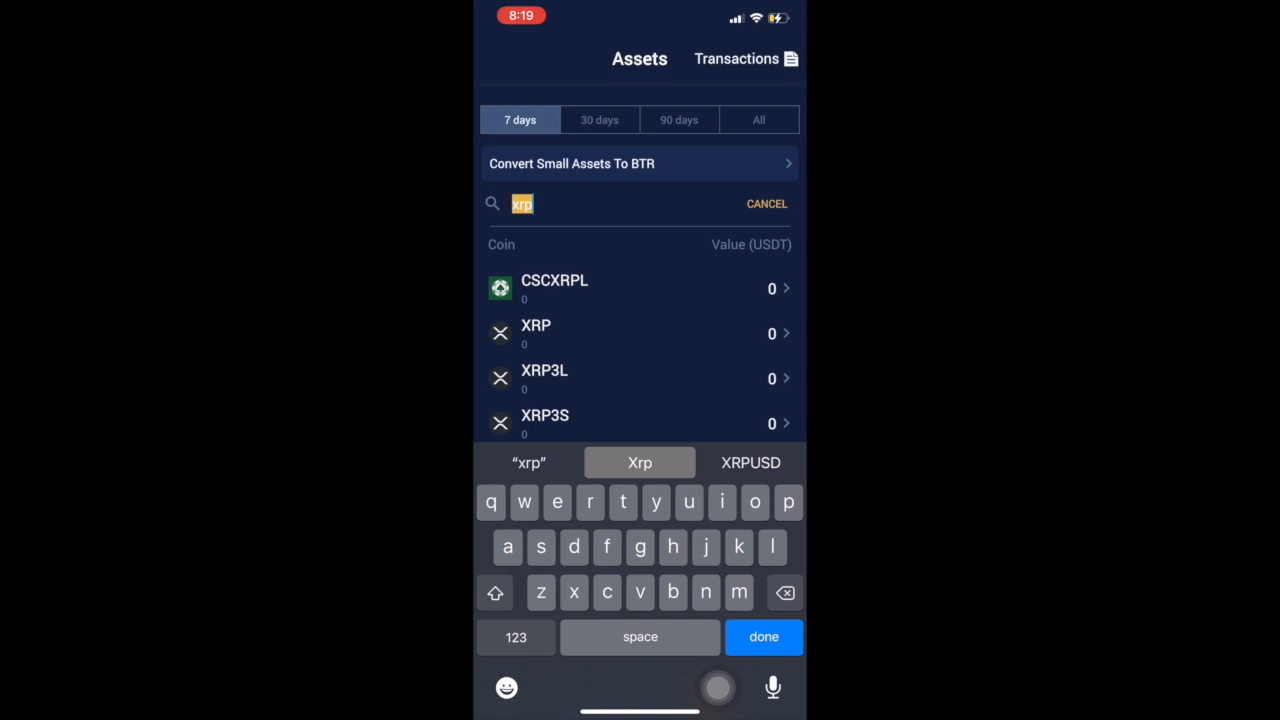 8:19
Assets Transactions
7 days 30 days 90 days All
Convert Small Assets To BTR
xrp CANCEL
Coin Value (USDT)
CSCXRPL
0 0
XRP
0 0
XRP3L
0 0
XRP3S
0 0
“xrp” Xrp XRPUSD
q w e r t y u i o p
a s d f g h j k l
z x c v b n m
123 space done